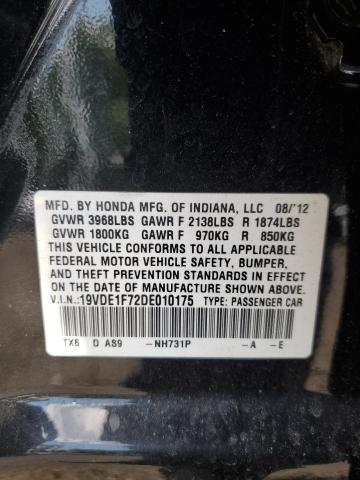 MFD. BY HONDA MFG. OF INDIANA, LLC 08/'12
GVWR 3968LBS GAWR F 2138LBS R 1874LBS
GVWR 1800KG GAWR F 970KG R 850KG
THIS VEHICLE CONFORMS TO ALL APPLICABLE
FEDERAL MOTOR VEHICLE SAFETY, BUMPER,
AND THEFT PREVENTION STANDARDS IN EFFECT
ON THE DATE OF MANUFACTURE SHOWN ABOVE.
V.I.N.:19VDE1F72DE010175 TYPE: PASSENGER CAR
TX6 D AS9 -NH731P -A -E